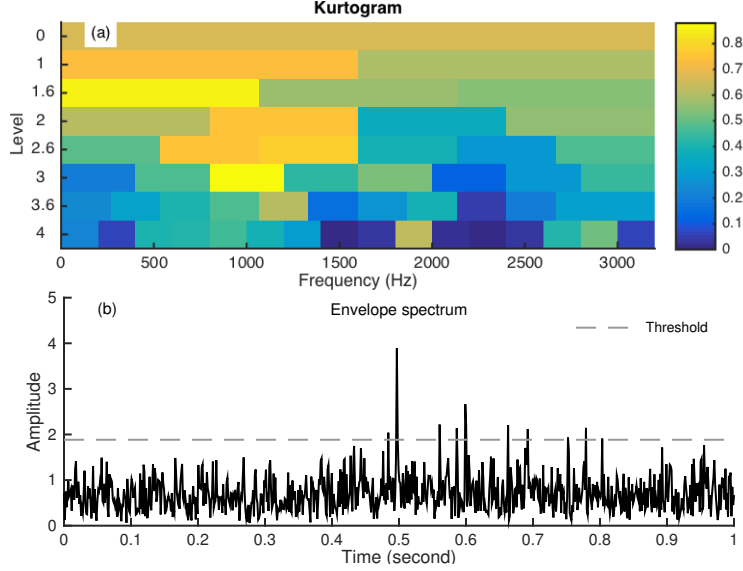 Kurtogram
(a)
Level
0
1
1.6
2
2.6
3
3.6
4
0 500 1000 1500 2000 2500 3000
Frequency (Hz)
0.8
0.7
0.6
0.5
0.4
0.3
0.2
0.1
0
(b)
Envelope spectrum
Threshold
Amplitude
5
4
3
2
1
0
0 0.1 0.2 0.3 0.4 0.5 0.6 0.7 0.8 0.9 1
Time (second)